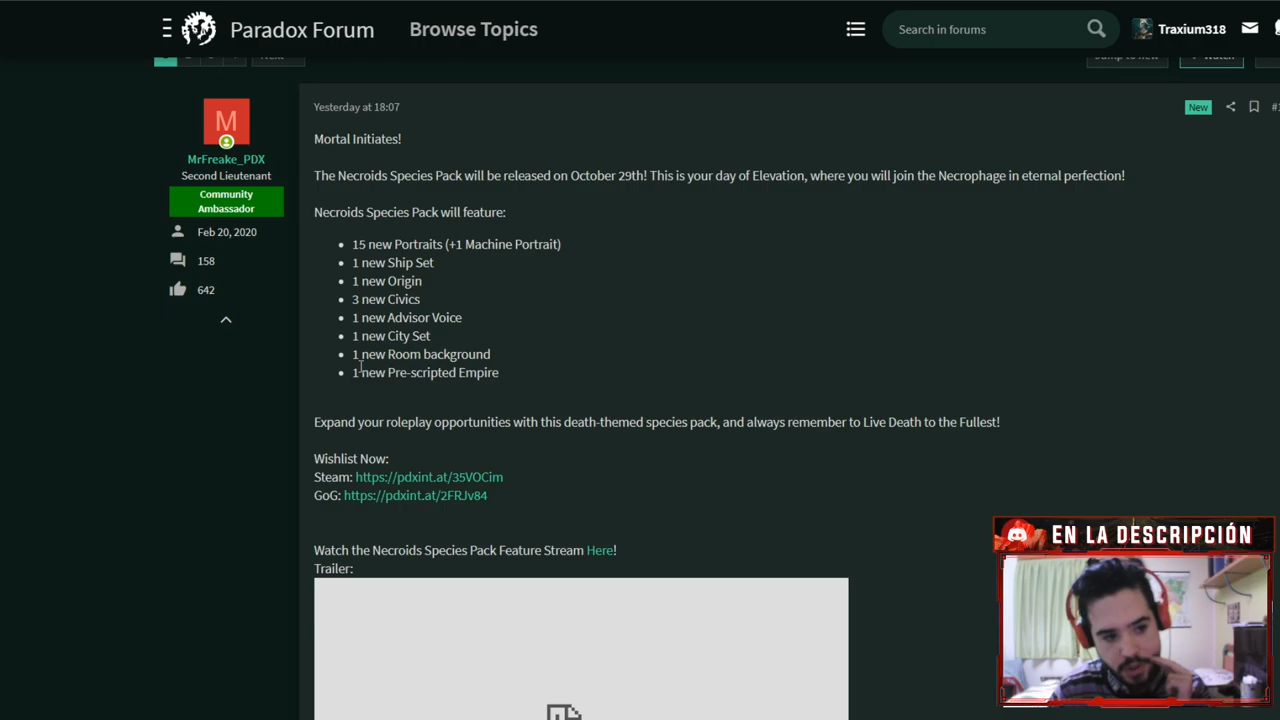 Paradox Forum
Browse Topics
Search in forums
Traxium318
M
MrFreake_PDX
Second Lieutenant
Community
Ambassador
Feb 20, 2020
158
642
Yesterday at 18:07
New
Mortal Initiates!
The Necroids Species Pack will be released on October 29th! This is your day of Elevation, where you will join the Necrophage in eternal perfection!
Necroids Species Pack will feature:
• 15 new Portraits (+1 Machine Portrait)
• 1 new Ship Set
• 1 new Origin
• 3 new Civics
• 1 new Advisor Voice
• 1 new City Set
• 1 new Room background
• 1 new Pre-scripted Empire
Expand your roleplay opportunities with this death-themed species pack, and always remember to Live Death to the Fullest!
Wishlist Now:
Steam: https://pdxint.at/35VOCim
GoG: https://pdxint.at/2FRJv84
Watch the Necroids Species Pack Feature Stream Here!
Trailer:
EN LA DESCRIPCIÓN